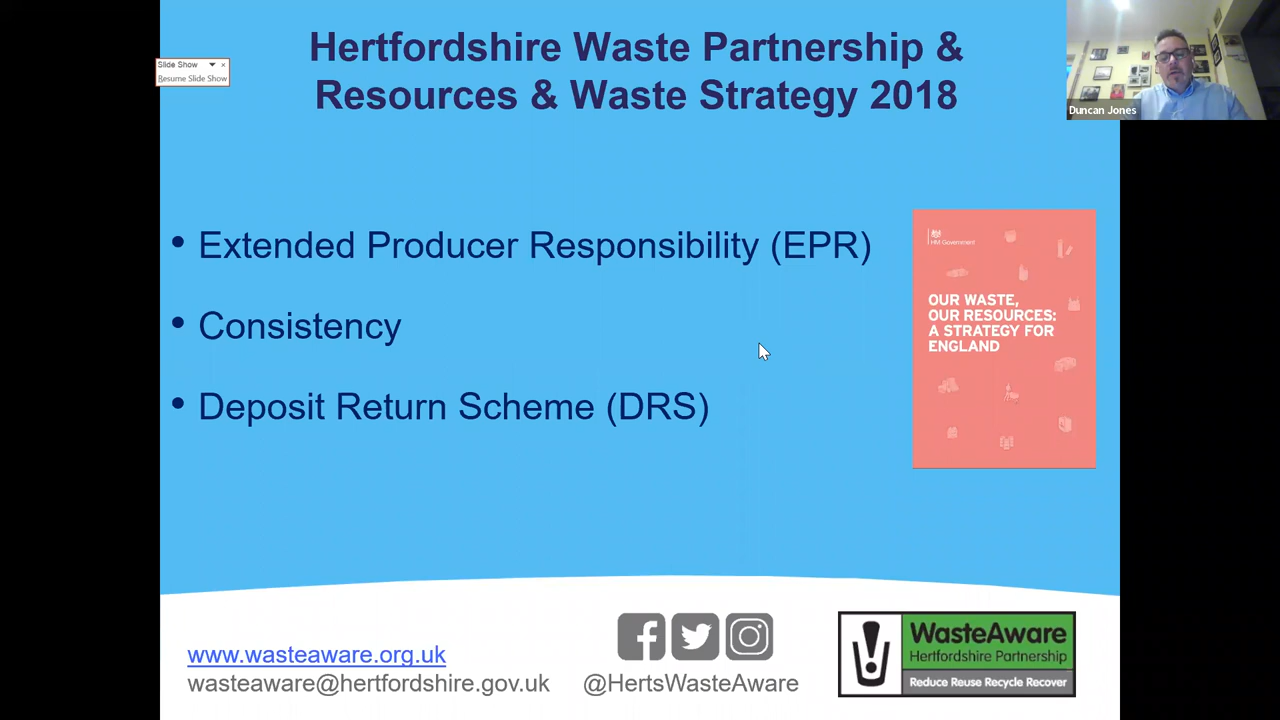 Hertfordshire Waste Partnership &
Resources & Waste Strategy 2018
Slide Show
Resume Slide Show
Duncan Jones
• Extended Producer Responsibility (EPR)
• Consistency
• Deposit Return Scheme (DRS)
HM Government
OUR WASTE,
OUR RESOURCES:
A STRATEGY FOR
ENGLAND
www.wasteaware.org.uk
wasteaware@hertfordshire.gov.uk
@HertsWasteAware
WasteAware
Hertfordshire Partnership
Reduce Reuse Recycle Recover